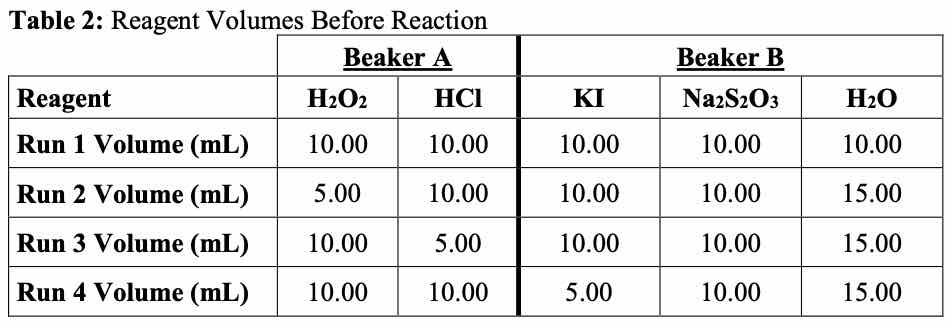 Table 2: Reagent Volumes Before Reaction
Beaker A Beaker B
Reagent H₂O₂ HCl KI Na₂S₂O₃ H₂O
Run 1 Volume (mL) 10.00 10.00 10.00 10.00 10.00
Run 2 Volume (mL) 5.00 10.00 10.00 10.00 15.00
Run 3 Volume (mL) 10.00 5.00 10.00 10.00 15.00
Run 4 Volume (mL) 10.00 10.00 5.00 10.00 15.00